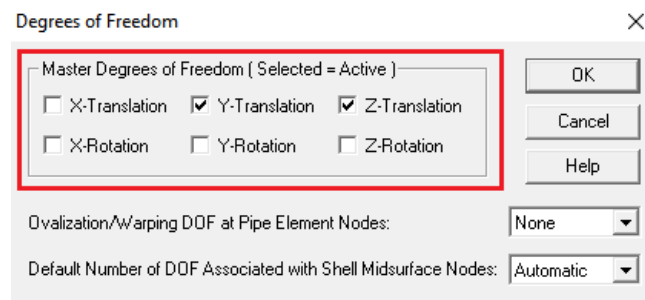 Degrees of Freedom
Master Degrees of Freedom ( Selected = Active )
X-Translation Y-Translation Z-Translation
X-Rotation Y-Rotation Z-Rotation
OK
Cancel
Help
Ovalization/Warping DOF at Pipe Element Nodes: None
Default Number of DOF Associated with Shell Midsurface Nodes: Automatic